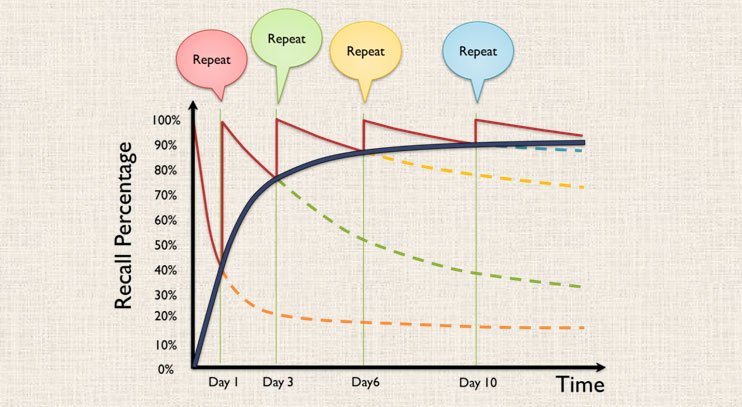 Repeat
Repeat
Repeat
Repeat
Recall Percentage
100%
90%
80%
70%
60%
50%
40%
30%
20%
10%
0%
Day 1
Day 3
Day6
Day 10
Time